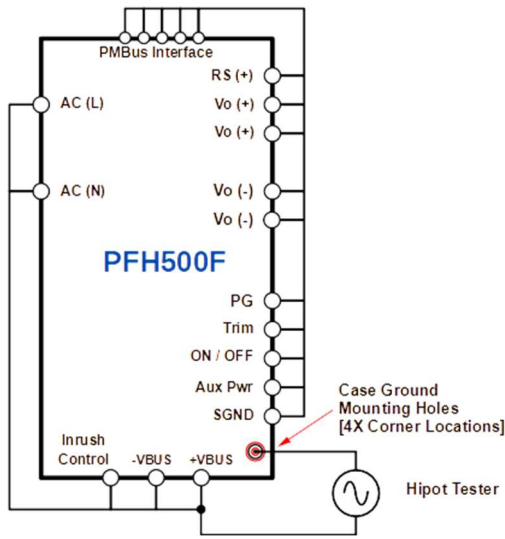 PMBus Interface
RS (+)
AC (L)
Vo (+)
Vo (+)
AC (N)
Vo (-)
Vo (-)
PFH500F
PG
Trim
ON / OFF
Aux Pwr
SGND
Case Ground
Mounting Holes
[4X Corner Locations]
Inrush
Control
-VBUS
+VBUS
Hipot Tester